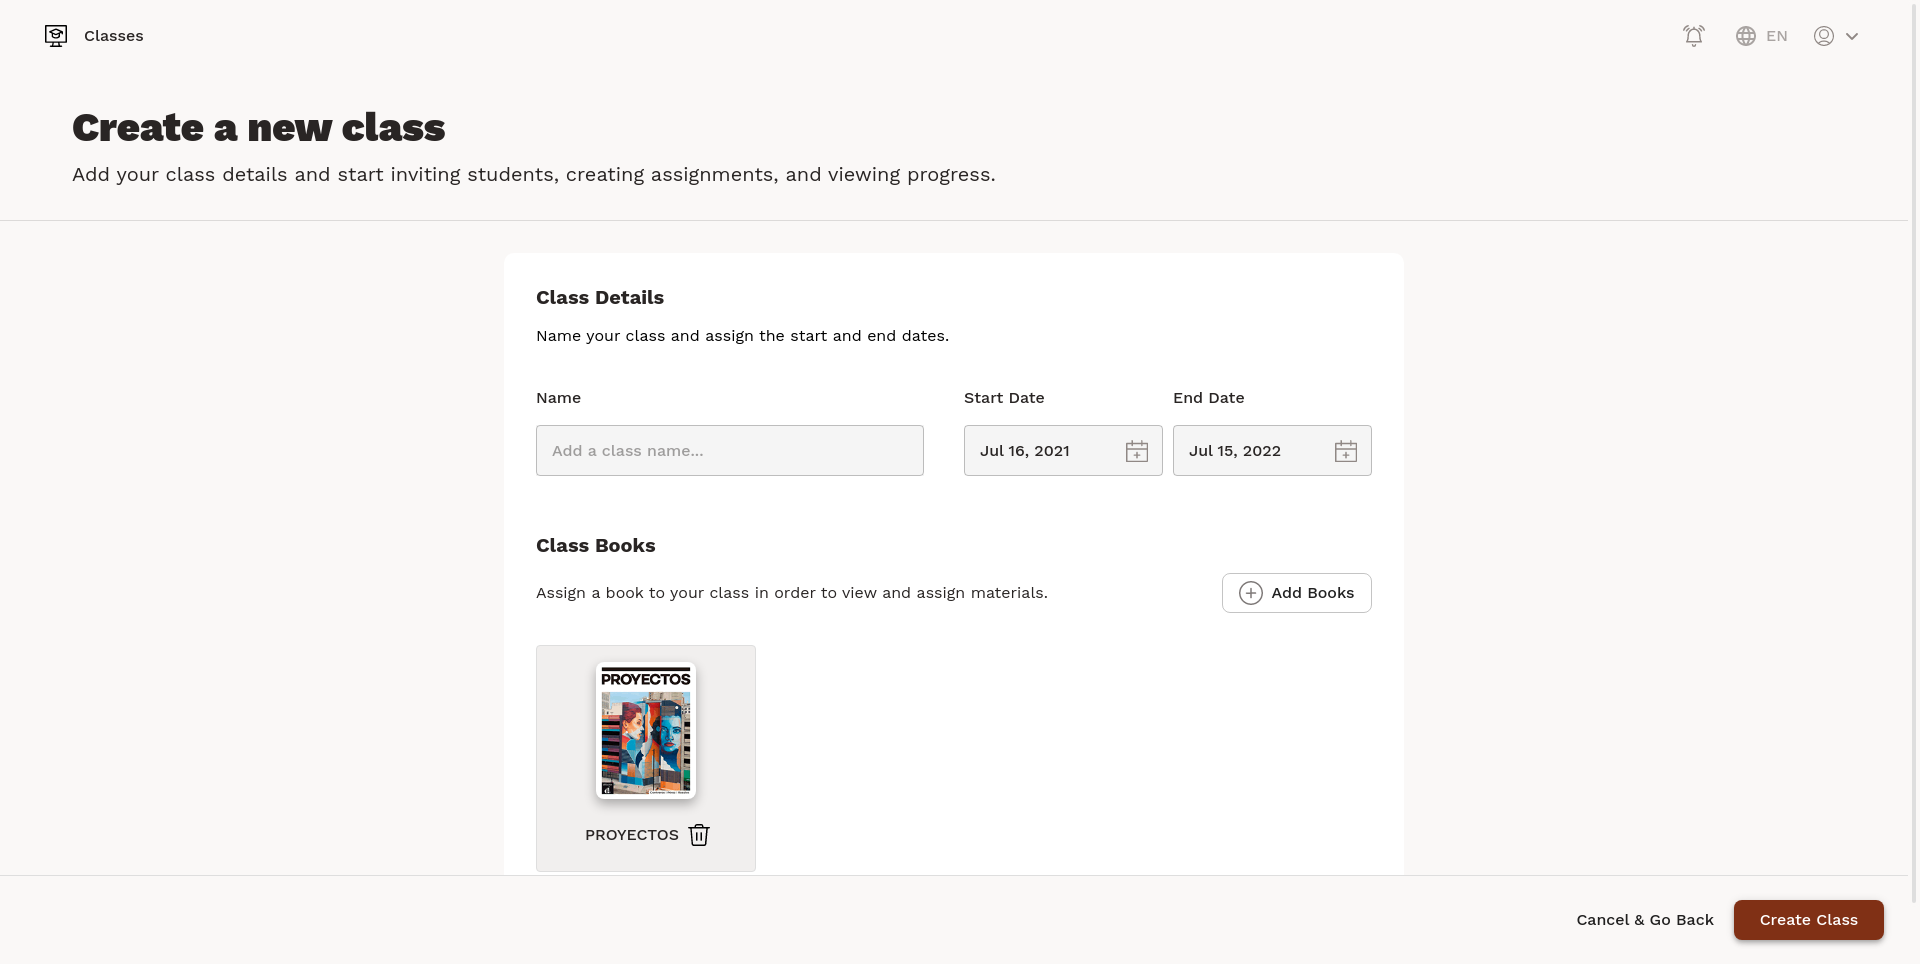 Classes
EN
Create a new class
Add your class details and start inviting students, creating assignments, and viewing progress.
Class Details
Name your class and assign the start and end dates.
Name
Start Date
End Date
Add a class name...
Jul 16, 2021
Jul 15, 2022
Class Books
Assign a book to your class in order to view and assign materials.
Add Books
PROYECTOS
PROYECTOS
Cancel & Go Back
Create Class